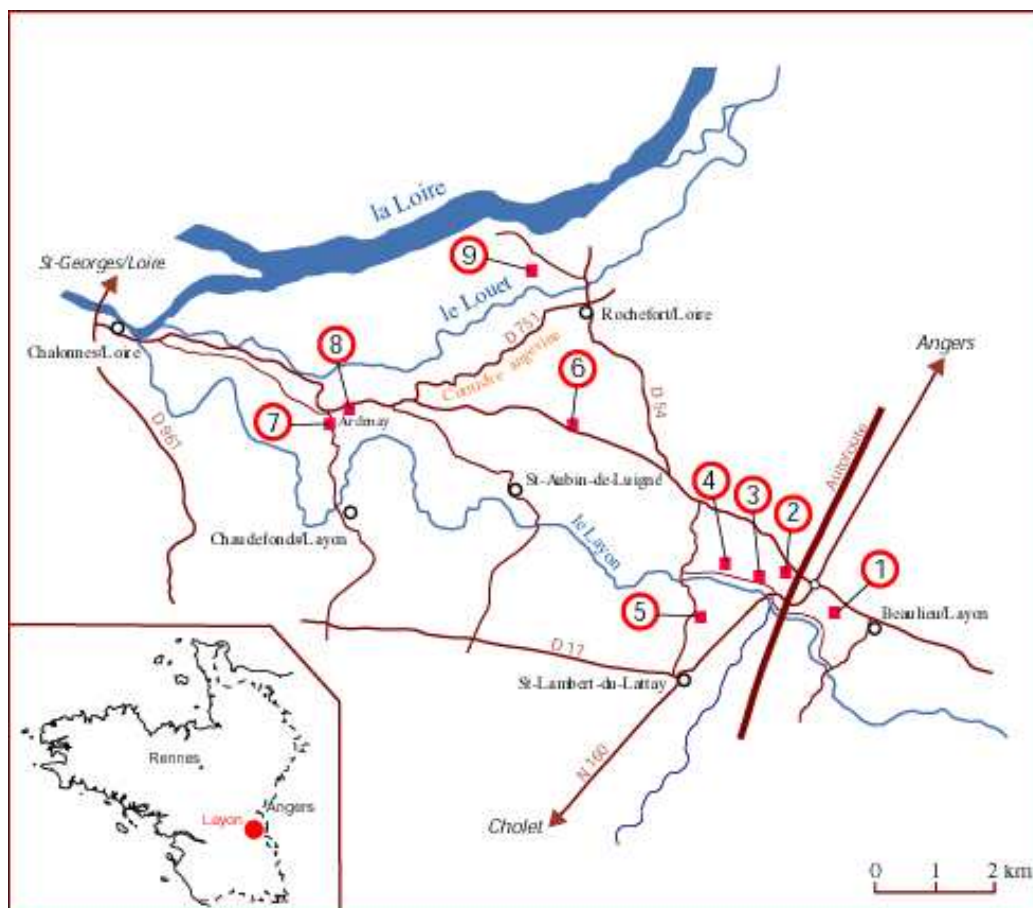 la Loire
9
St-Georges/Loire
le Louet
Rochefort/Loire
D 751
Angers
Chalonnes/Loire
8
Corniche angevine
6
D 54
7
Ardenay
D 961
Autoroute
St-Aubin-de-Luigné
4
3
2
le Layon
Chaudefonds/Layon
1
5
Beaulieu/Layon
D 17
St-Lambert-du-Lattay
Rennes
N 160
Angers
Layon
Cholet
0 1 2 km